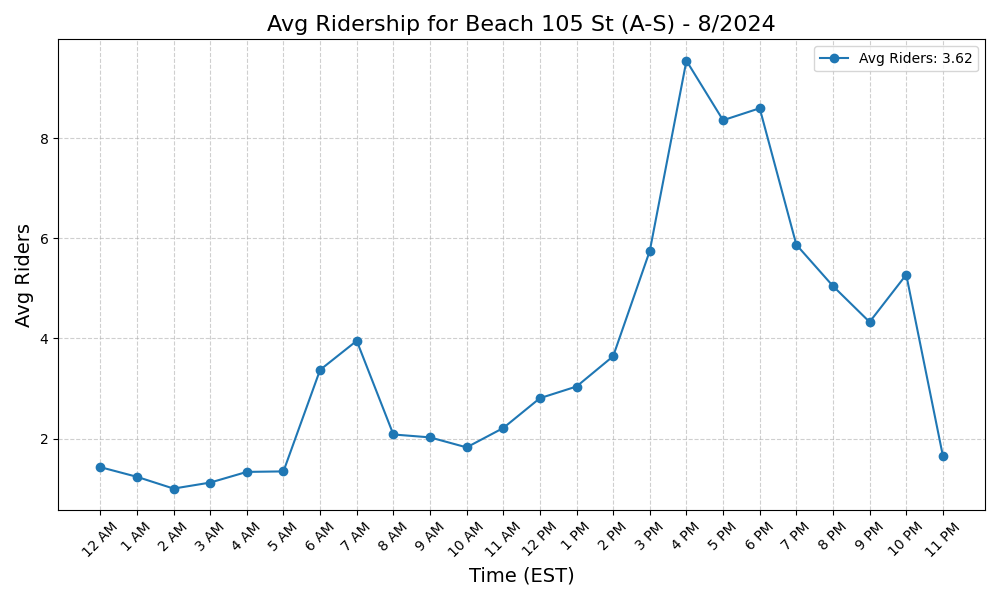 Avg Ridership for Beach 105 St (A-S) - 8/2024
Avg Riders: 3.62
Avg Riders
8
6
4
2
12 AM
1 AM
2 AM
3 AM
4 AM
5 AM
6 AM
7 AM
8 AM
9 AM
10 AM
11 AM
12 PM
1 PM
2 PM
3 PM
4 PM
5 PM
6 PM
7 PM
8 PM
9 PM
10 PM
11 PM
Time (EST)